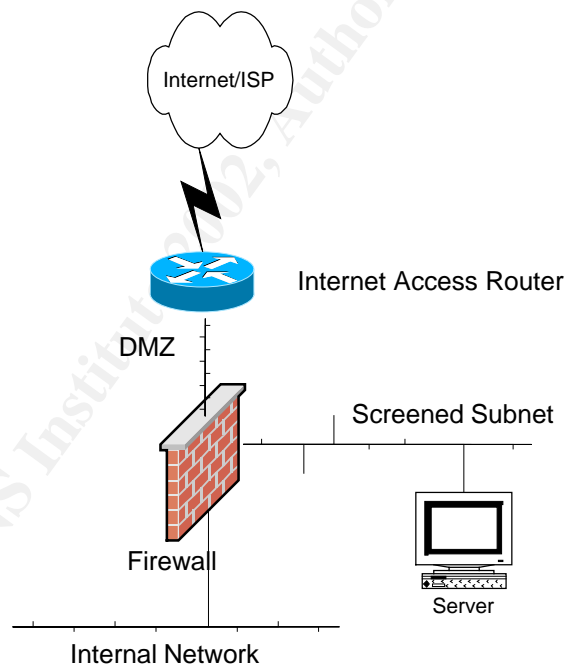 Internet/ISP
Internet Access Router
DMZ
Screened Subnet
Firewall
Server
Internal Network